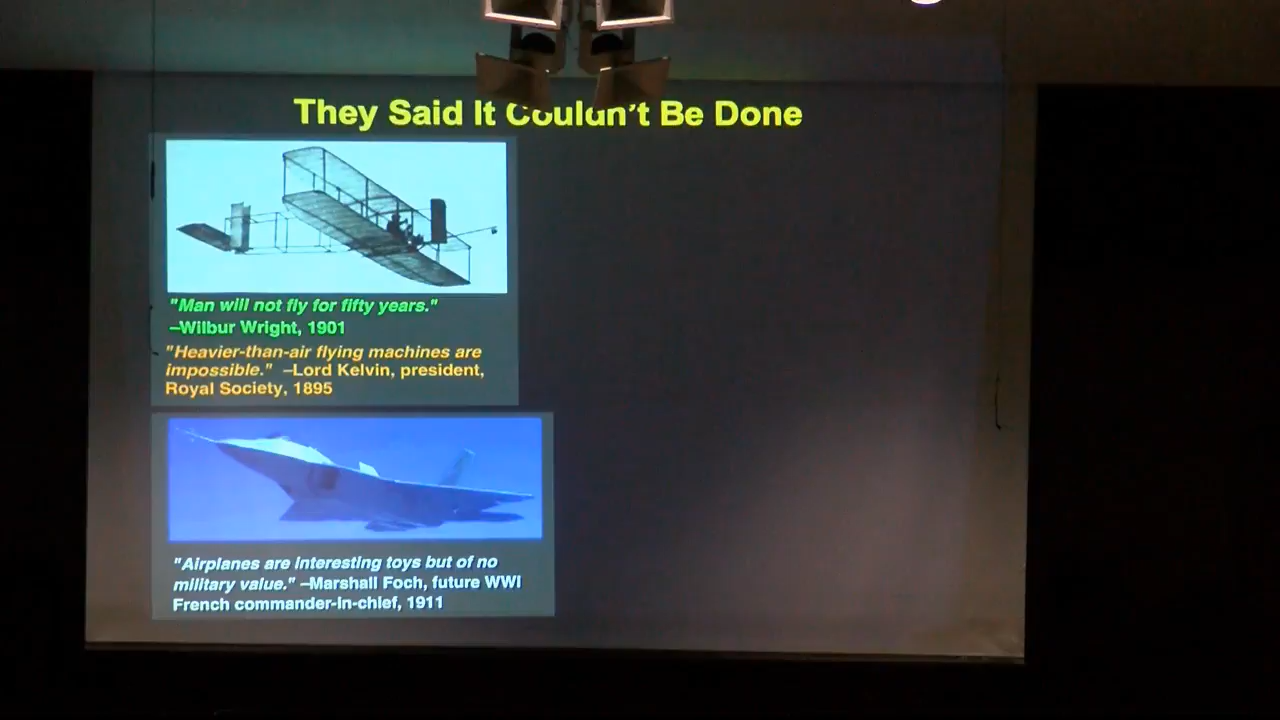 They Said It Couldn't Be Done
"Man will not fly for fifty years."
–Wilbur Wright, 1901
"Heavier-than-air flying machines are
impossible." –Lord Kelvin, president,
Royal Society, 1895
"Airplanes are interesting toys but of no
military value." –Marshall Foch, future WWI
French commander-in-chief, 1911